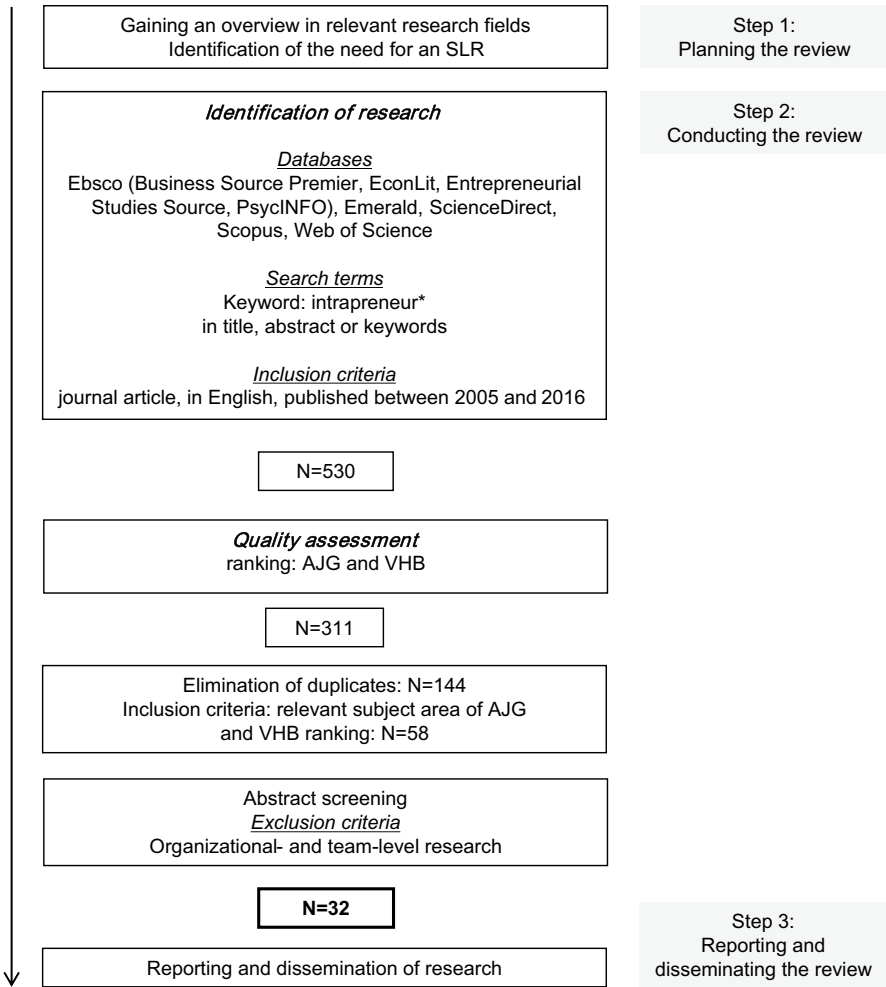 Gaining an overview in relevant research fields
Identification of the need for an SLR
Step 1:
Planning the review
Identification of research
Databases
Ebsco (Business Source Premier, EconLit, Entrepreneurial
Studies Source, PsycINFO), Emerald, ScienceDirect,
Scopus, Web of Science
Search terms
Keyword: intrapreneur*
in title, abstract or keywords
Inclusion criteria
journal article, in English, published between 2005 and 2016
Step 2:
Conducting the review
N=530
Quality assessment
ranking: AJG and VHB
N=311
Elimination of duplicates: N=144
Inclusion criteria: relevant subject area of AJG
and VHB ranking: N=58
Abstract screening
Exclusion criteria
Organizational- and team-level research
N=32
Reporting and dissemination of research
Step 3:
Reporting and
disseminating the review